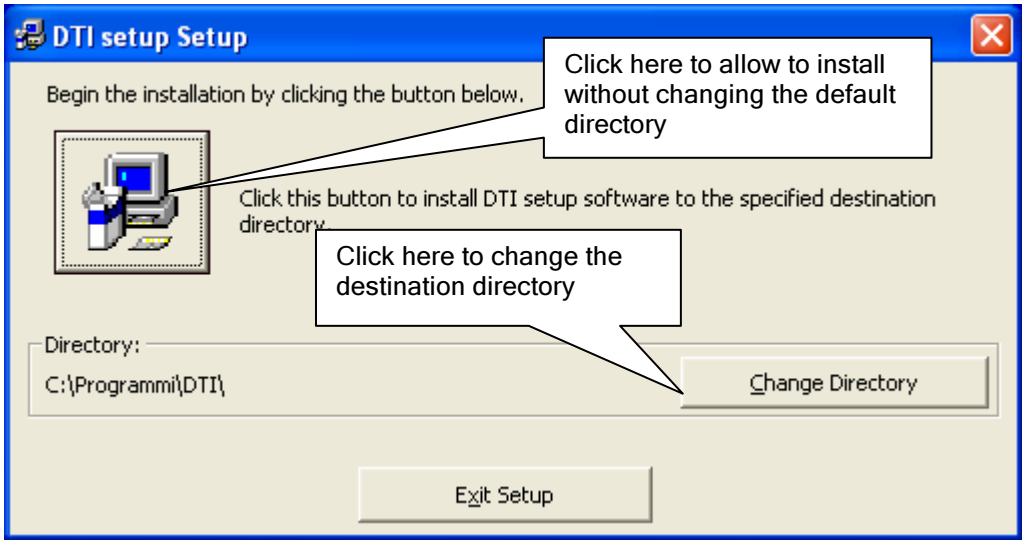 DTI setup Setup
Begin the installation by clicking the button below.
Click here to allow to install
without changing the default
directory
Click this button to install DTI setup software to the specified destination
directory.
Click here to change the
destination directory
Directory:
C:\Programmi\DTI\
Change Directory
Exit Setup